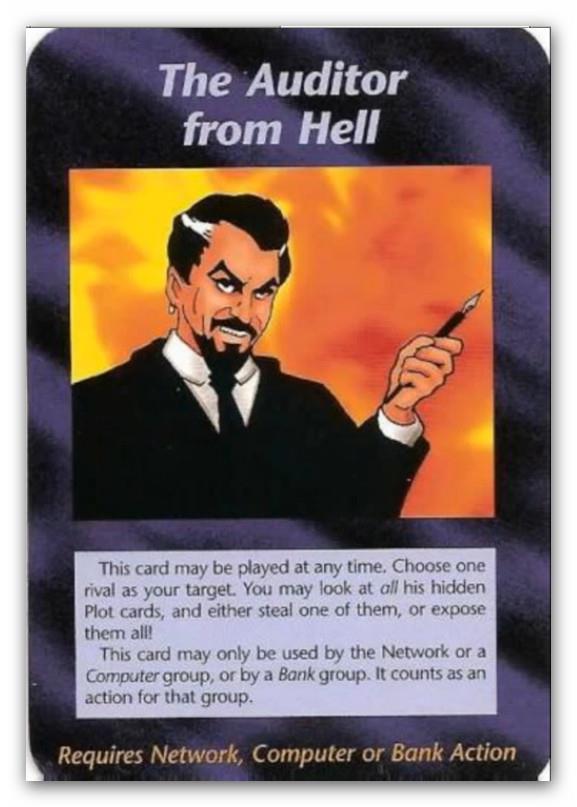 The Auditor
from Hell
This card may be played at any time. Choose one
rival as your target. You may look at all his hidden
Plot cards, and either steal one of them, or expose
them all!
This card may only be used by the Network or a
Computer group, or by a Bank group. It counts as an
action for that group.
Requires Network, Computer or Bank Action